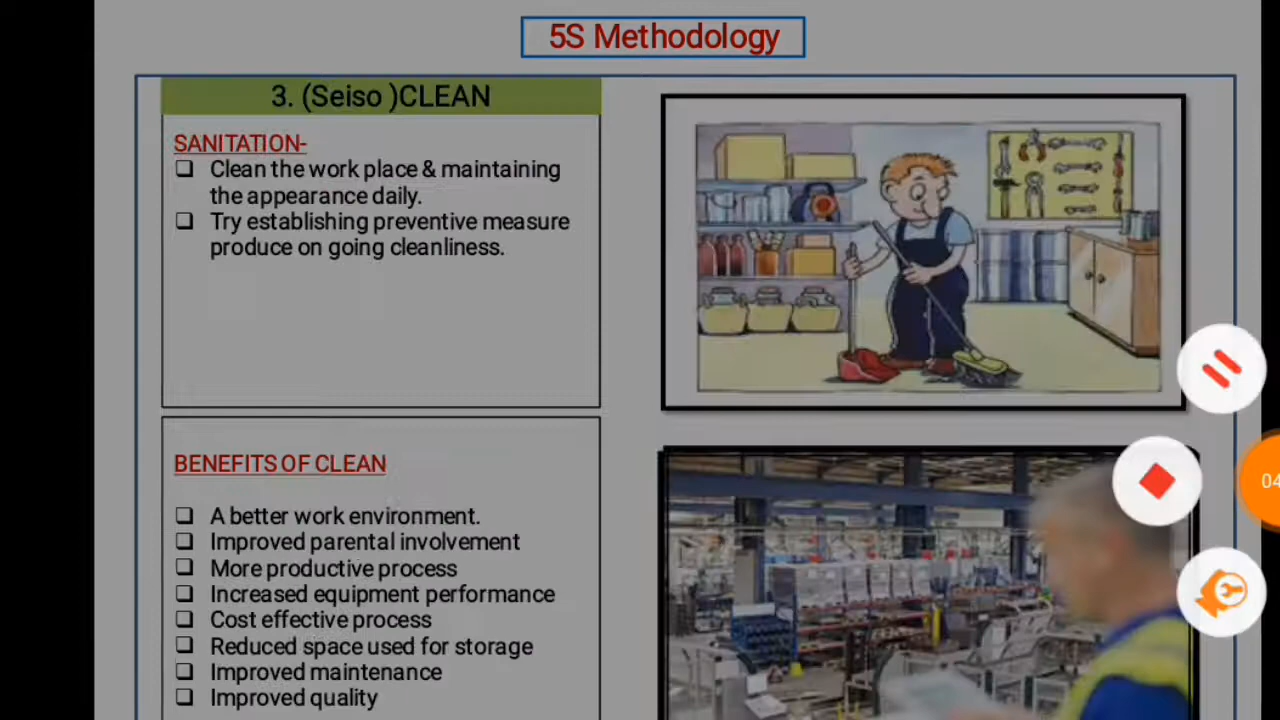 5S Methodology
3. (Seiso )CLEAN
SANITATION-
Clean the work place & maintaining
the appearance daily.
Try establishing preventive measure
produce on going cleanliness.
BENEFITS OF CLEAN
A better work environment.
Improved parental involvement
More productive process
Increased equipment performance
Cost effective process
Reduced space used for storage
Improved maintenance
Improved quality
04